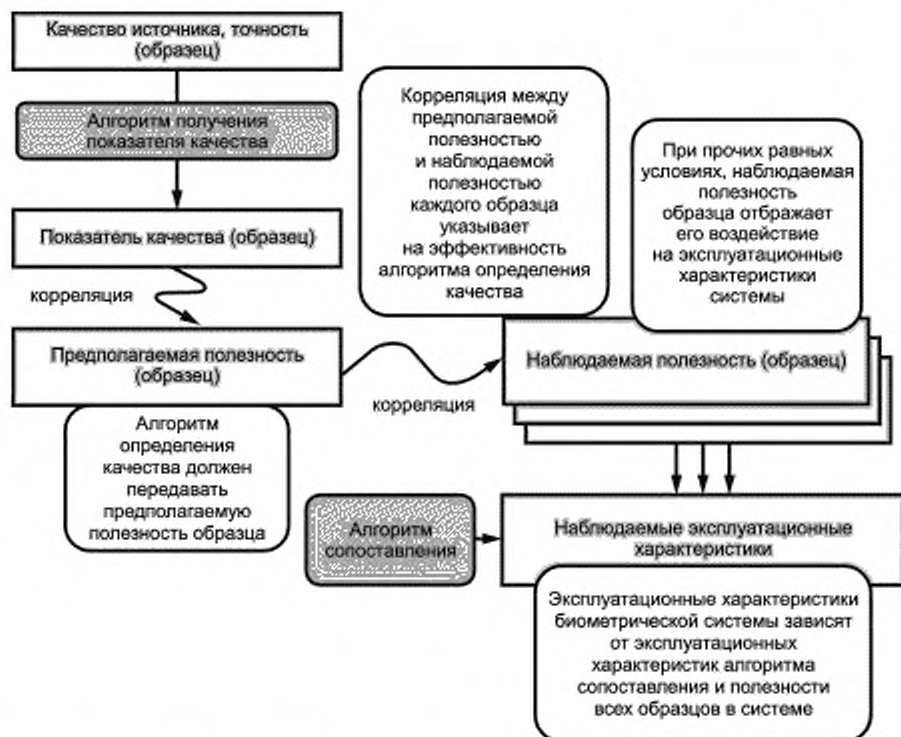 Качество источника, точность
(образец)
Алгоритм получения
показателя качества
Показатель качества (образец)
корреляция
Предполагаемая полезность
(образец)
Алгоритм
определения
качества должен
передавать
предполагаемую
полезность образца
Корреляция между
предполагаемой
полезностью
и наблюдаемой
полезностью
каждого образца
указывает
на эффективность
алгоритма определения
качества
При прочих равных
условиях, наблюдаемая
полезность
образца отбражает
его воздействие
на эксплуатационные
характеристики
системы
корреляция
Наблюдаемая полезность (образец)
Алгоритм
сопоставления
Наблюдаемые эксплуатационные
характеристики
Эксплуатационные характеристики
биометрической системы зависят
от эксплуатационных
характеристик алгоритма
сопоставления и полезности
всех образцов в системе